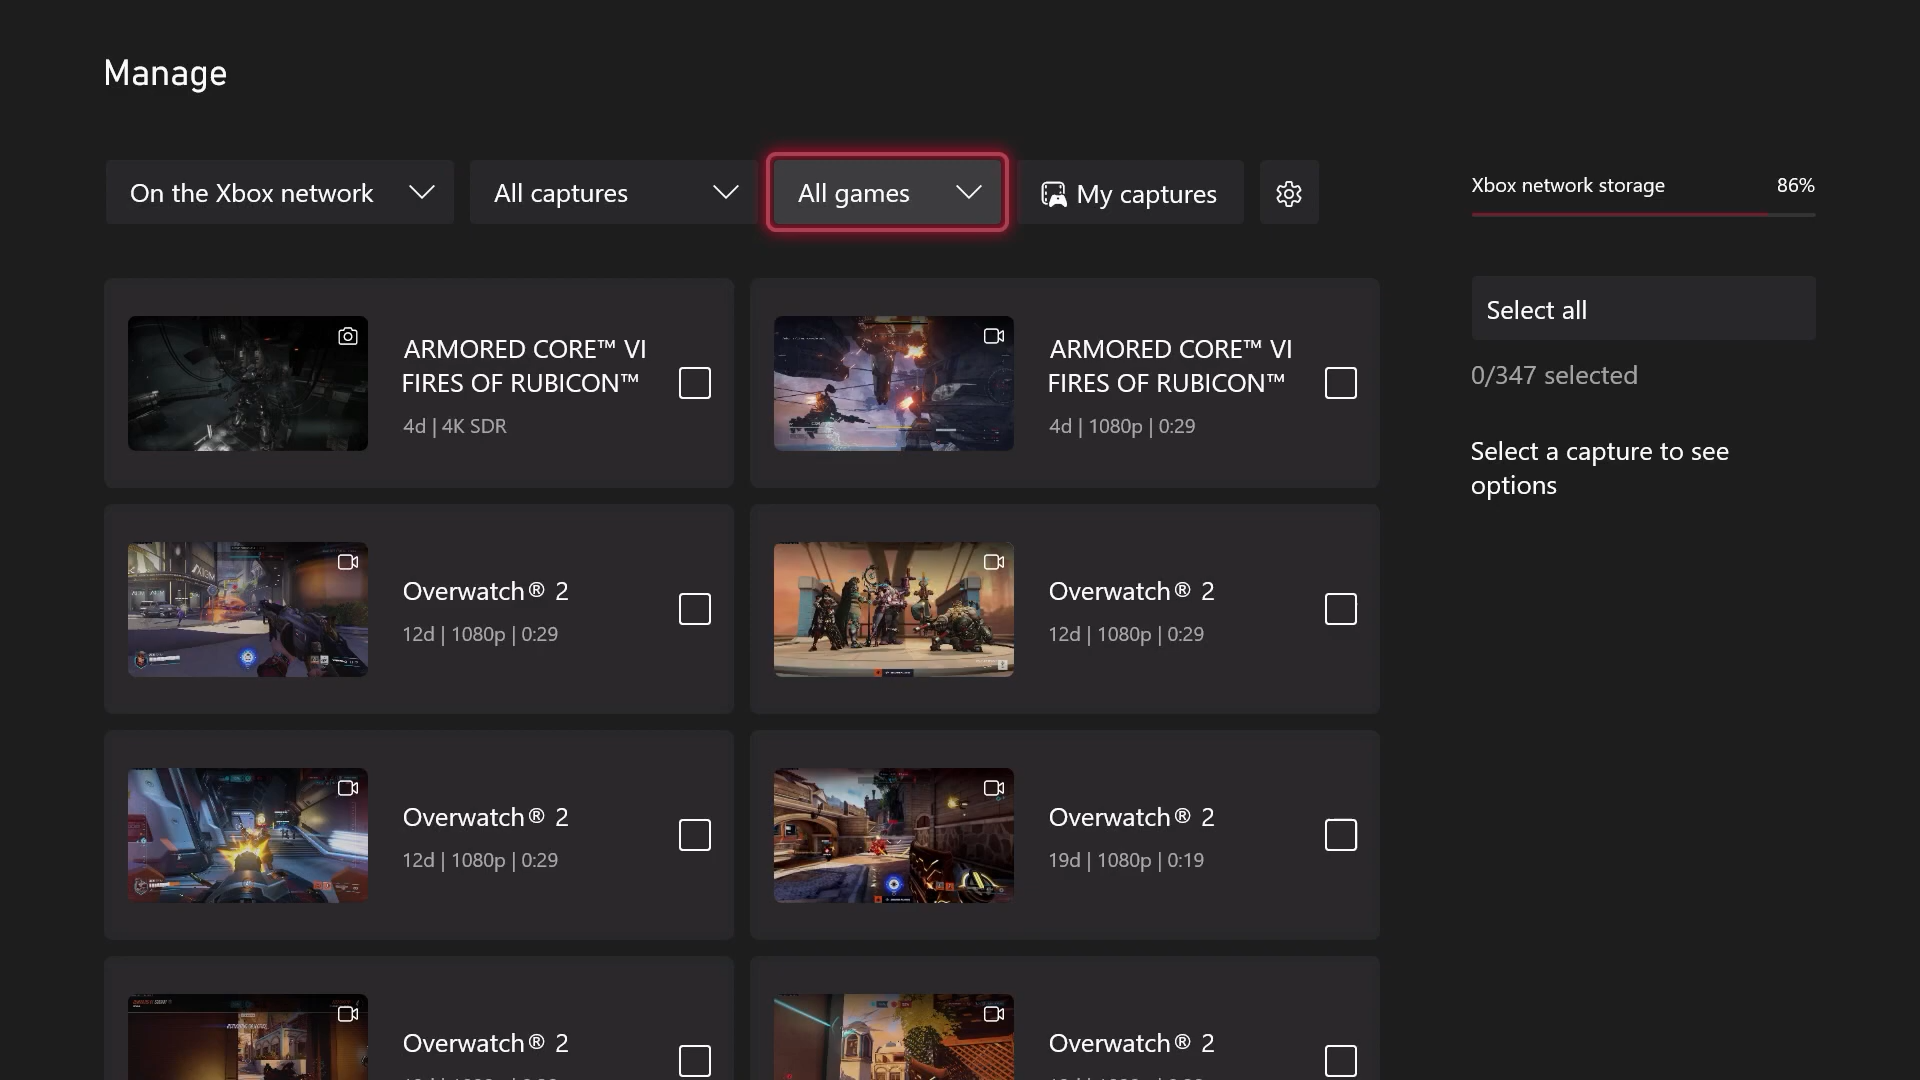 Manage
On the Xbox network
All captures
All games
My captures
Xbox network storage 86%
Select all
0/347 selected
Select a capture to see
options
ARMORED CORE™ VI
FIRES OF RUBICON™
4d | 4K SDR
ARMORED CORE™ VI
FIRES OF RUBICON™
4d | 1080p | 0:29
Overwatch® 2
12d | 1080p | 0:29
Overwatch® 2
12d | 1080p | 0:29
Overwatch® 2
12d | 1080p | 0:29
Overwatch® 2
19d | 1080p | 0:19
Overwatch® 2
Overwatch® 2